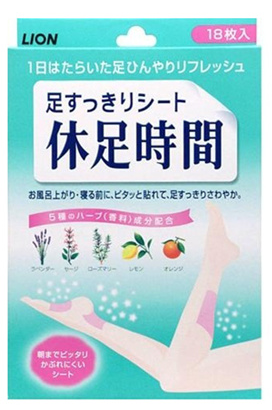 LION
18枚入
1日はたらいた足ひんやりリフレッシュ
足すっきりシート
休足時間
お風呂上がり・寝る前に、ピタッと貼れて、足すっきりさわやか。
5種のハーブ(香料)成分配合
ラベンダー セージ ローズマリー レモン オレンジ
朝までピッタリ
かぶれにくい
シート